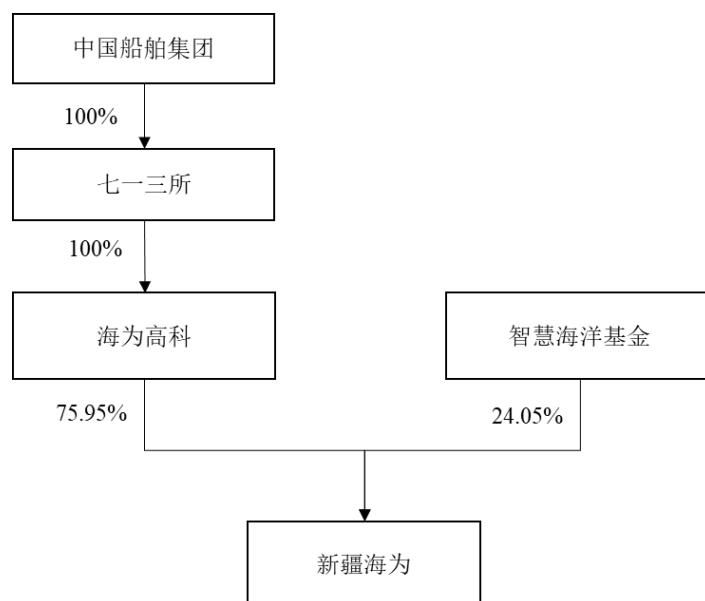 中国船舶集团
100%
七一三所
100%
海为高科
智慧海洋基金
75.95%
24.05%
新疆海为